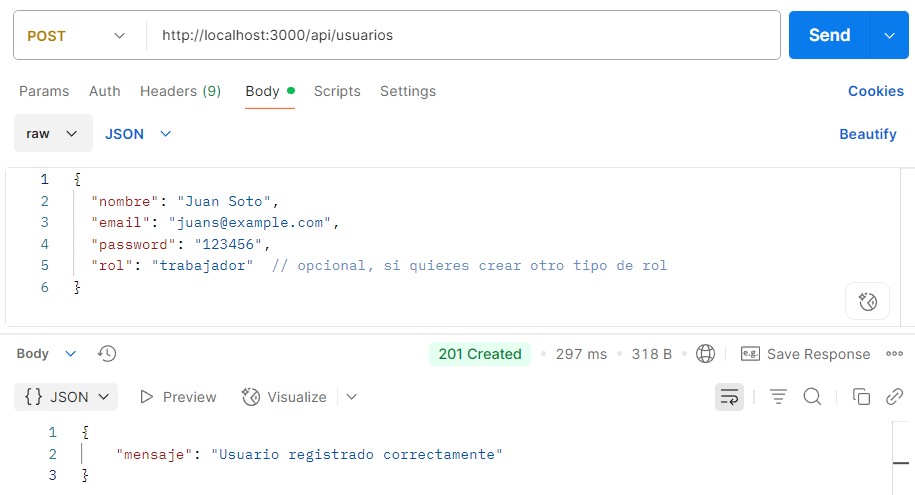 POST http://localhost:3000/api/usuarios Send
Params Auth Headers (9) Body Scripts Settings Cookies
raw JSON Beautify
1 {
2 "nombre": "Juan Soto",
3 "email": "juans@example.com",
4 "password": "123456",
5 "rol": "trabajador" // opcional, si quieres crear otro tipo de rol
6 }
Body 201 Created 297 ms 318 B e.g. Save Response
{} JSON Preview Visualize
1 {
2 "mensaje": "Usuario registrado correctamente"
3 }